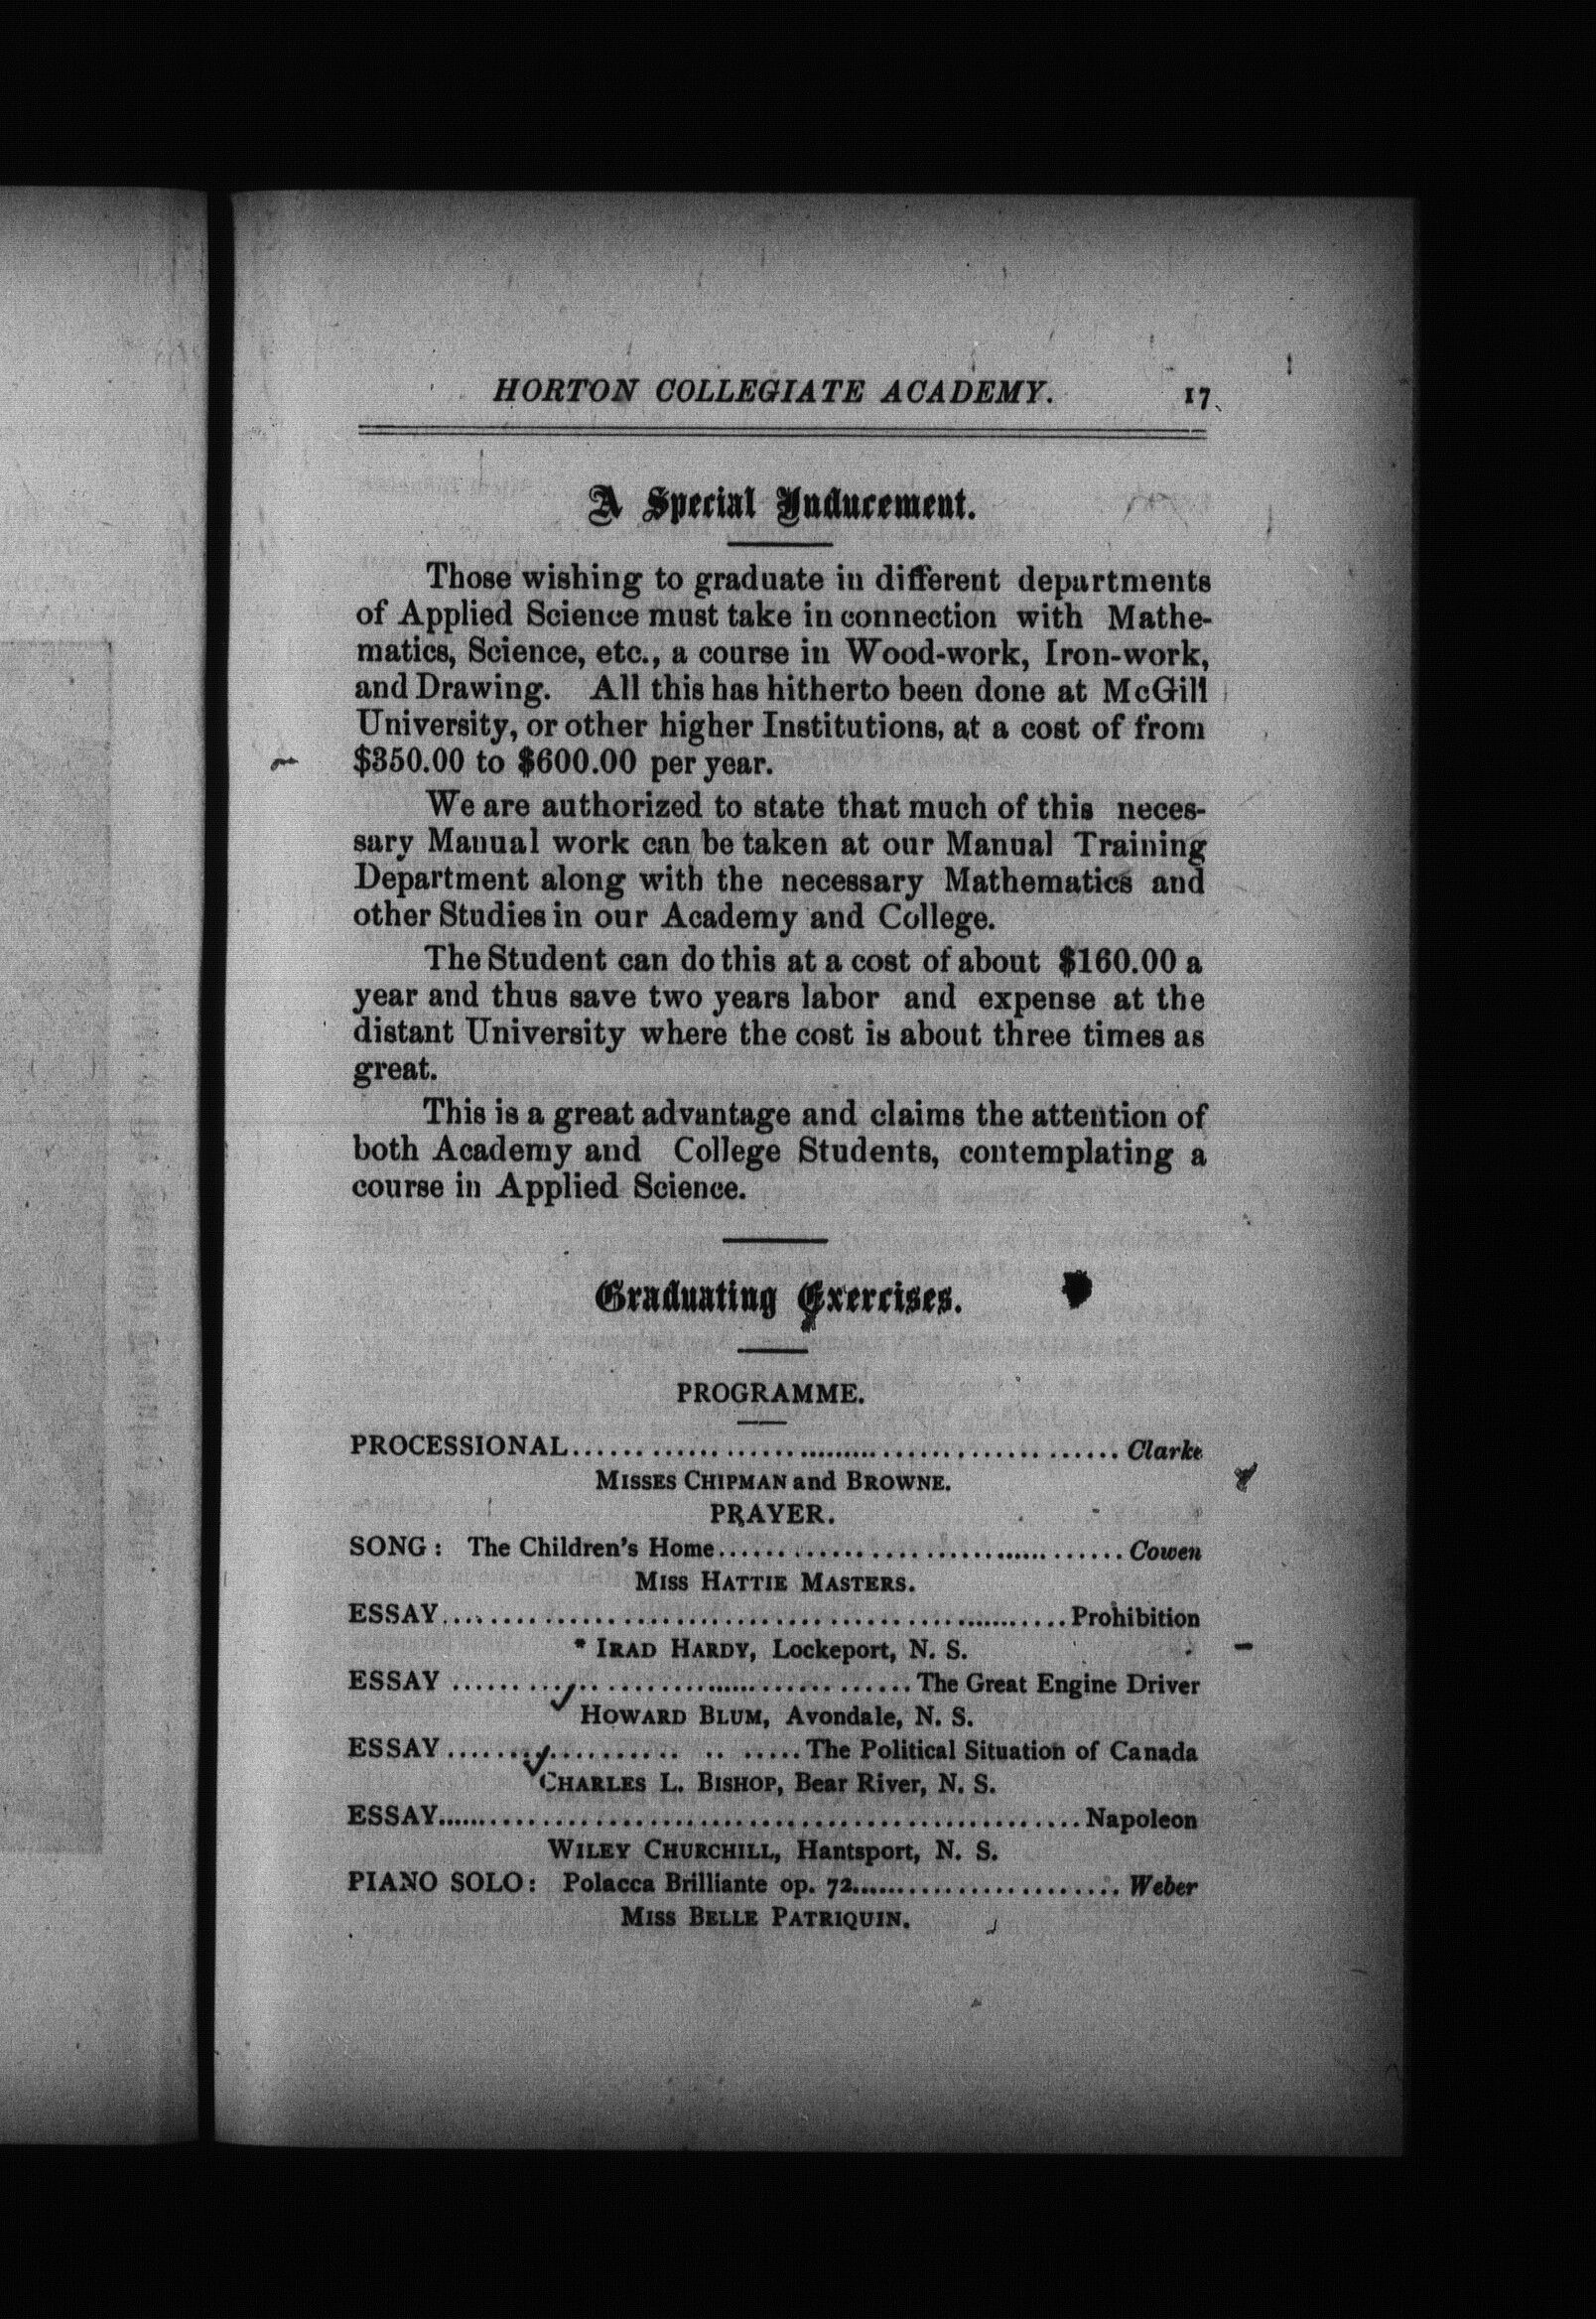 HORTON COLLEGIATE ACADEMY. 17
A Special Inducement.
Those wishing to graduate in different departments
of Applied Science must take in connection with Mathe-
matics, Science, etc., a course in Wood-work, Iron-work,
and Drawing. All this has hitherto been done at McGill
University, or other higher Institutions, at a cost of from
$350.00 to $600.00 per year.
We are authorized to state that much of this neces-
sary Manual work can be taken at our Manual Training
Department along with the necessary Mathematics and
other Studies in our Academy and College.
The Student can do this at a cost of about $160.00 a
year and thus save two years labor and expense at the
distant University where the cost is about three times as
great.
This is a great advantage and claims the attention of
both Academy and College Students, contemplating a
course in Applied Science.
Graduating Exercises.
PROGRAMME.
PROCESSIONAL........................................ Clarke
MISSES CHIPMAN and BROWNE.
PRAYER.
SONG: The Children's Home.............................. Cowen
MISS HATTIE MASTERS.
ESSAY........................................ Prohibition
* IRAD HARDY, Lockeport, N. S.
ESSAY .............................. The Great Engine Driver
HOWARD BLUM, Avondale, N. S.
ESSAY.................... The Political Situation of Canada
CHARLES L. BISHOP, Bear River, N. S.
ESSAY........................................ Napoleon
WILEY CHURCHILL, Hantsport, N. S.
PIANO SOLO: Polacca Brilliante op. 72.................... Weber
MISS BELLE PATRIQUIN.